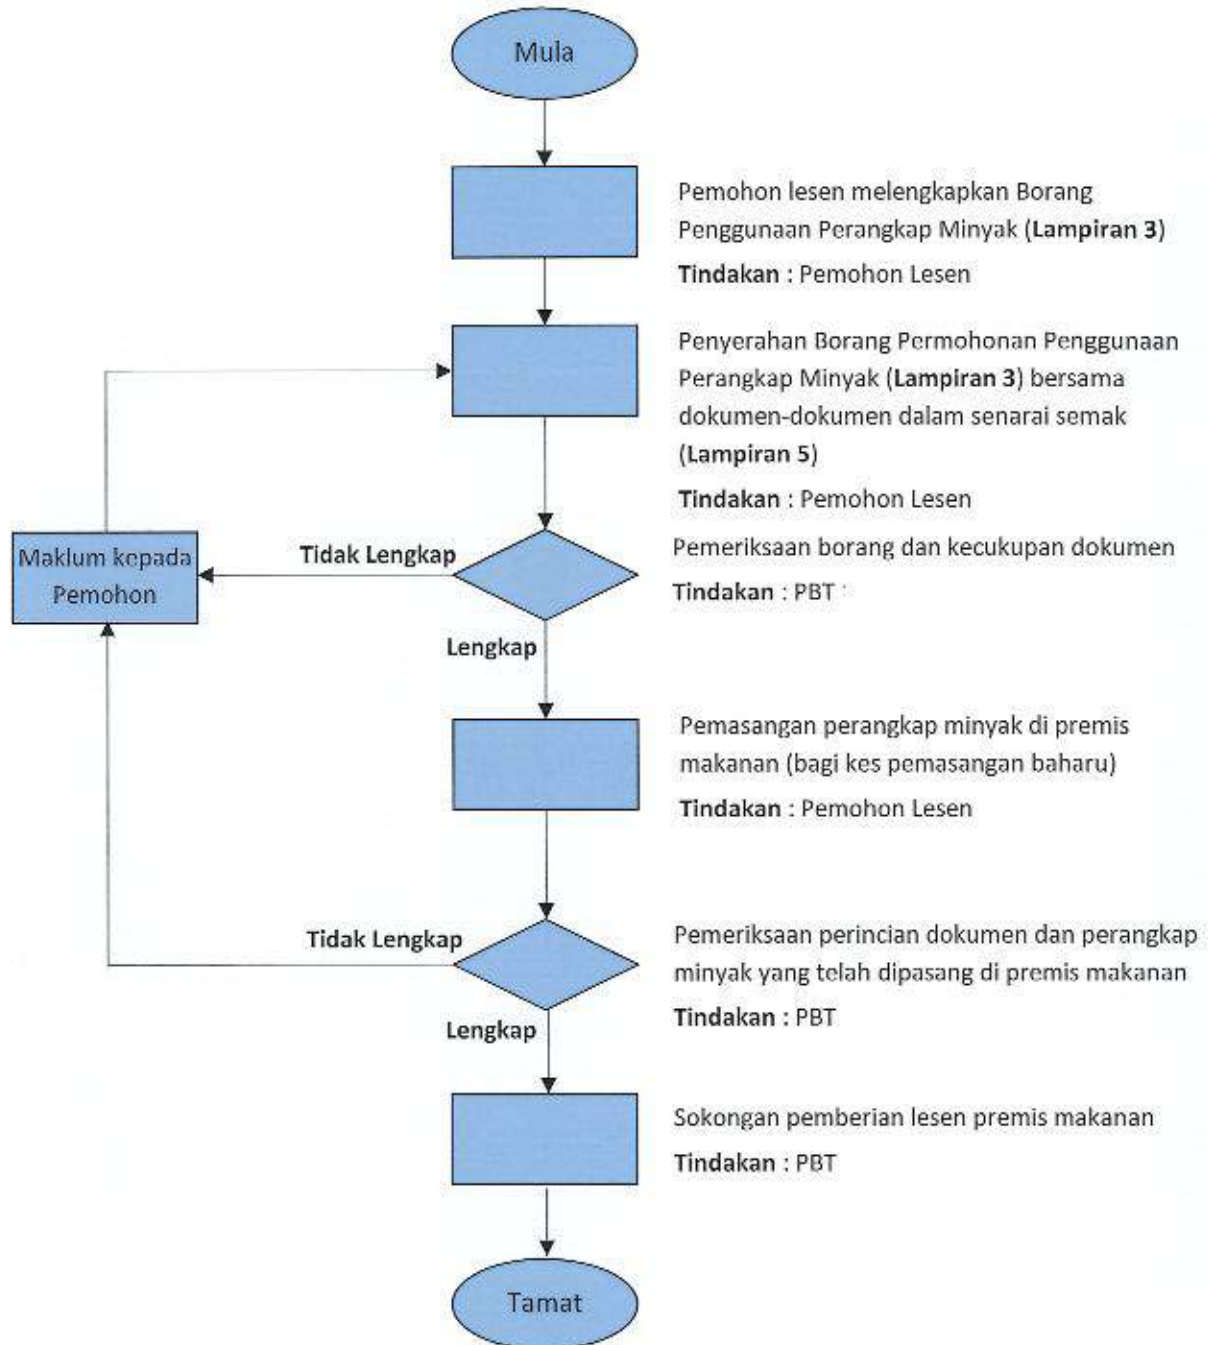 Mula
Pemohon lesen melengkapkan Borang
Penggunaan Perangkap Minyak (Lampiran 3)
Tindakan : Pemohon Lesen
Penyerahan Borang Permohonan Penggunaan
Perangkap Minyak (Lampiran 3) bersama
dokumen-dokumen dalam senarai semak
(Lampiran 5)
Tindakan : Pemohon Lesen
Maklum kepada
Pemohon
Tidak Lengkap
Pemeriksaan borang dan kecukupan dokumen
Tindakan : PBT
Lengkap
Pemasangan perangkap minyak di premis
makanan (bagi kes pemasangan baharu)
Tindakan : Pemohon Lesen
Tidak Lengkap
Pemeriksaan perincian dokumen dan perangkap
minyak yang telah dipasang di premis makanan
Tindakan : PBT
Lengkap
Sokongan pemberian lesen premis makanan
Tindakan : PBT
Tamat